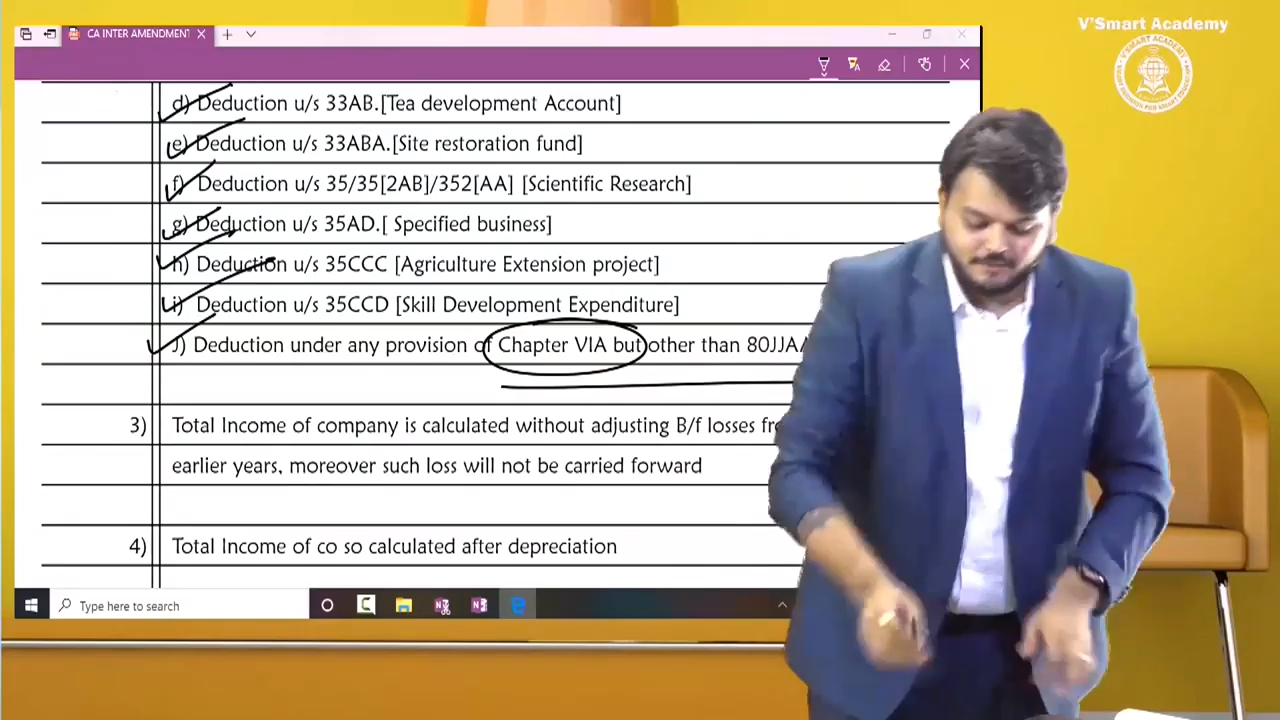 V'Smart Academy
CA INTER AMENDMENT
d) Deduction u/s 33AB.[Tea development Account]
e) Deduction u/s 33ABA.[Site restoration fund]
f) Deduction u/s 35/35[2AB]/352[AA] [Scientific Research]
g) Deduction u/s 35AD.[ Specified business]
h) Deduction u/s 35CCC [Agriculture Extension project]
i) Deduction u/s 35CCD [Skill Development Expenditure]
J) Deduction under any provision of Chapter VIA but other than 80JJAA
3) Total Income of company is calculated without adjusting B/f losses
earlier years, moreover such loss will not be carried forward
4) Total Income of co so calculated after depreciation
Type here to search